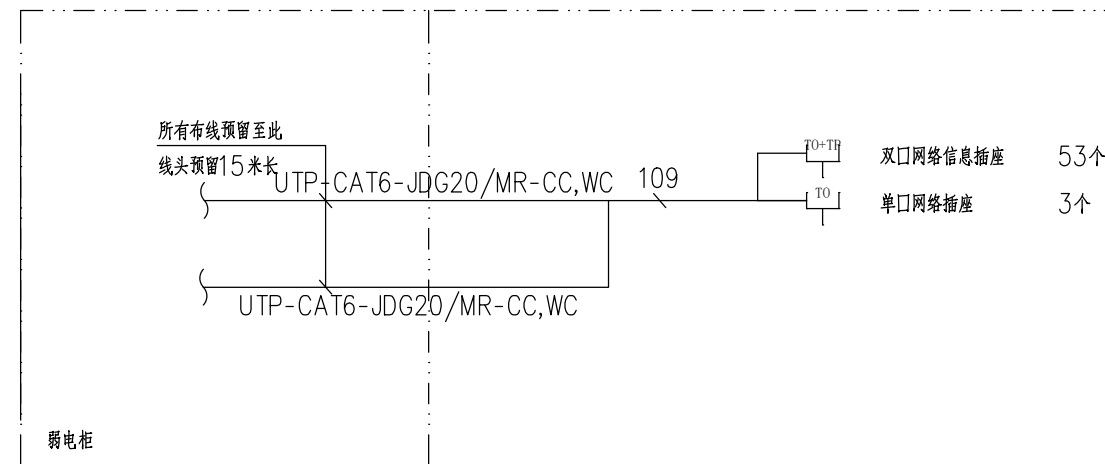 所有布线预留至此
线头预留15米长
UTP-CAT6-JDG20/MR-CC,WC
109
TO+TP
双口网络信息插座
53个
TO
单口网络插座
3个
UTP-CAT6-JDG20/MR-CC,WC
弱电柜